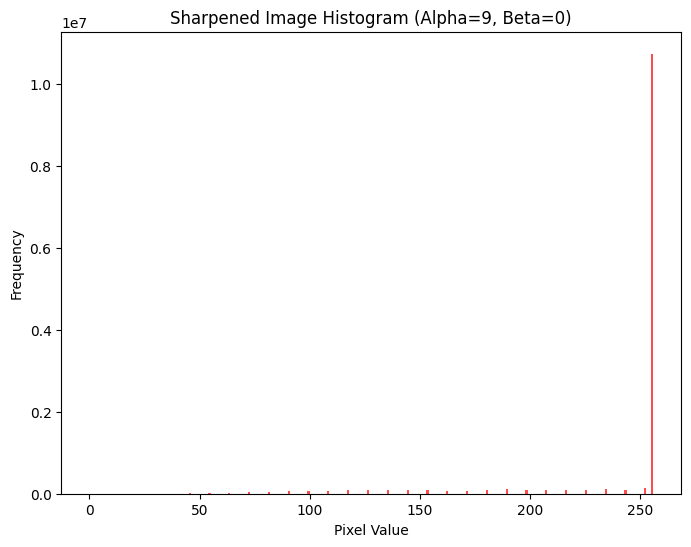 Sharpened Image Histogram (Alpha=9, Beta=0)
1e7
1.0
0.8
0.6
0.4
0.2
0.0
Frequency
0 50 100 150 200 250
Pixel Value